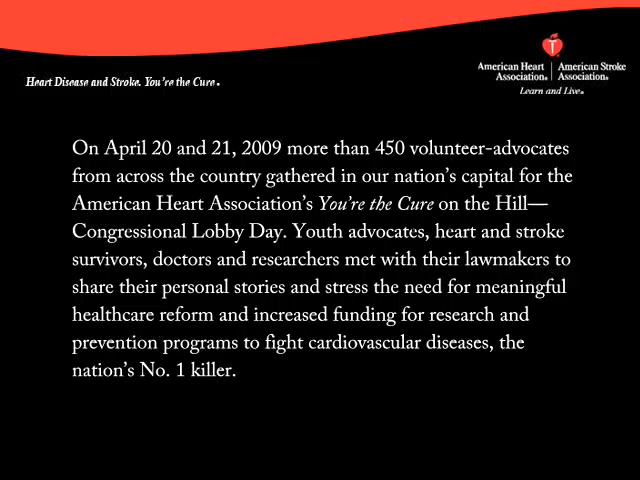 American Heart Association® | American Stroke Association®
Learn and Live®
Heart Disease and Stroke. You're the Cure.
On April 20 and 21, 2009 more than 450 volunteer-advocates
from across the country gathered in our nation's capital for the
American Heart Association's You're the Cure on the Hill—
Congressional Lobby Day. Youth advocates, heart and stroke
survivors, doctors and researchers met with their lawmakers to
share their personal stories and stress the need for meaningful
healthcare reform and increased funding for research and
prevention programs to fight cardiovascular diseases, the
nation's No. 1 killer.